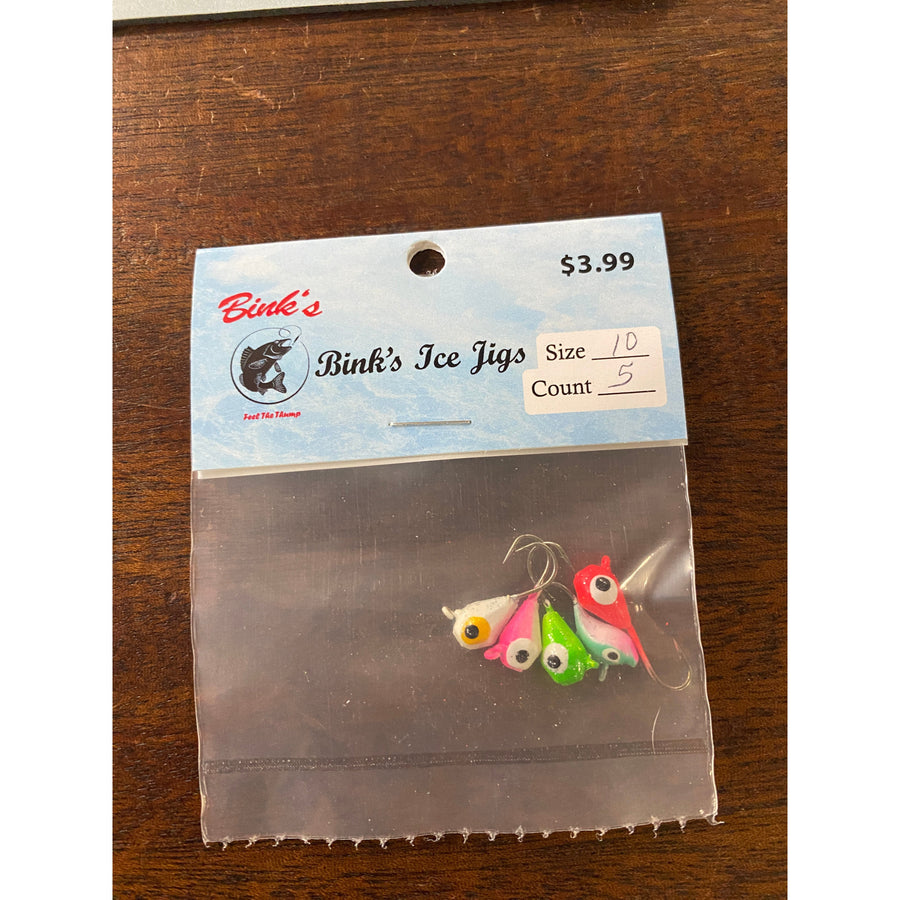 $3.99
Bink's
Bink's Ice Jigs
Size 10
Count 5
Feel The Thump